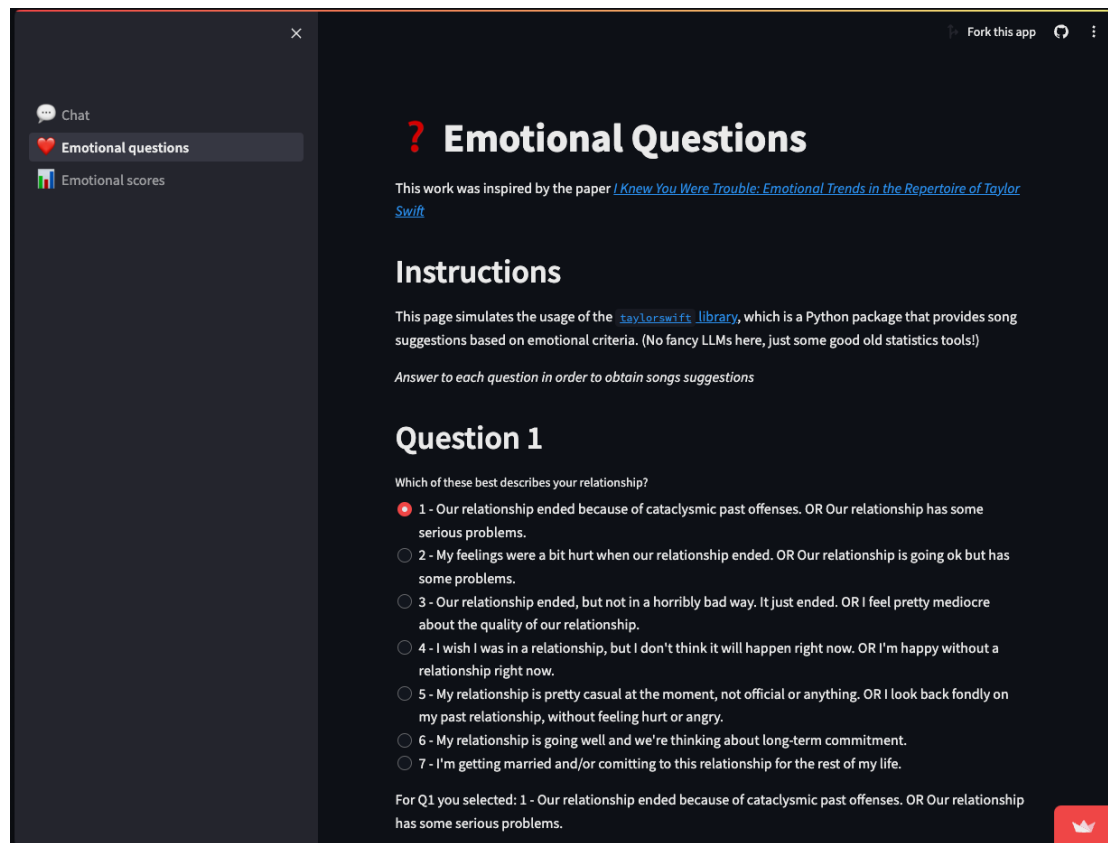 Fork this app
Chat
Emotional questions
Emotional scores
Emotional Questions
This work was inspired by the paper I Knew You Were Trouble: Emotional Trends in the Repertoire of Taylor
Swift
Instructions
This page simulates the usage of the taylorswift library, which is a Python package that provides song
suggestions based on emotional criteria. (No fancy LLMs here, just some good old statistics tools!)
Answer to each question in order to obtain songs suggestions
Question 1
Which of these best describes your relationship?
1 - Our relationship ended because of cataclysmic past offenses. OR Our relationship has some
serious problems.
2 - My feelings were a bit hurt when our relationship ended. OR Our relationship is going ok but has
some problems.
3 - Our relationship ended, but not in a horribly bad way. It just ended. OR I feel pretty mediocre
about the quality of our relationship.
4 - I wish I was in a relationship, but I don't think it will happen right now. OR I'm happy without a
relationship right now.
5 - My relationship is pretty casual at the moment, not official or anything. OR I look back fondly on
my past relationship, without feeling hurt or angry.
6 - My relationship is going well and we're thinking about long-term commitment.
7 - I'm getting married and/or comitting to this relationship for the rest of my life.
For Q1 you selected: 1 - Our relationship ended because of cataclysmic past offenses. OR Our relationship
has some serious problems.